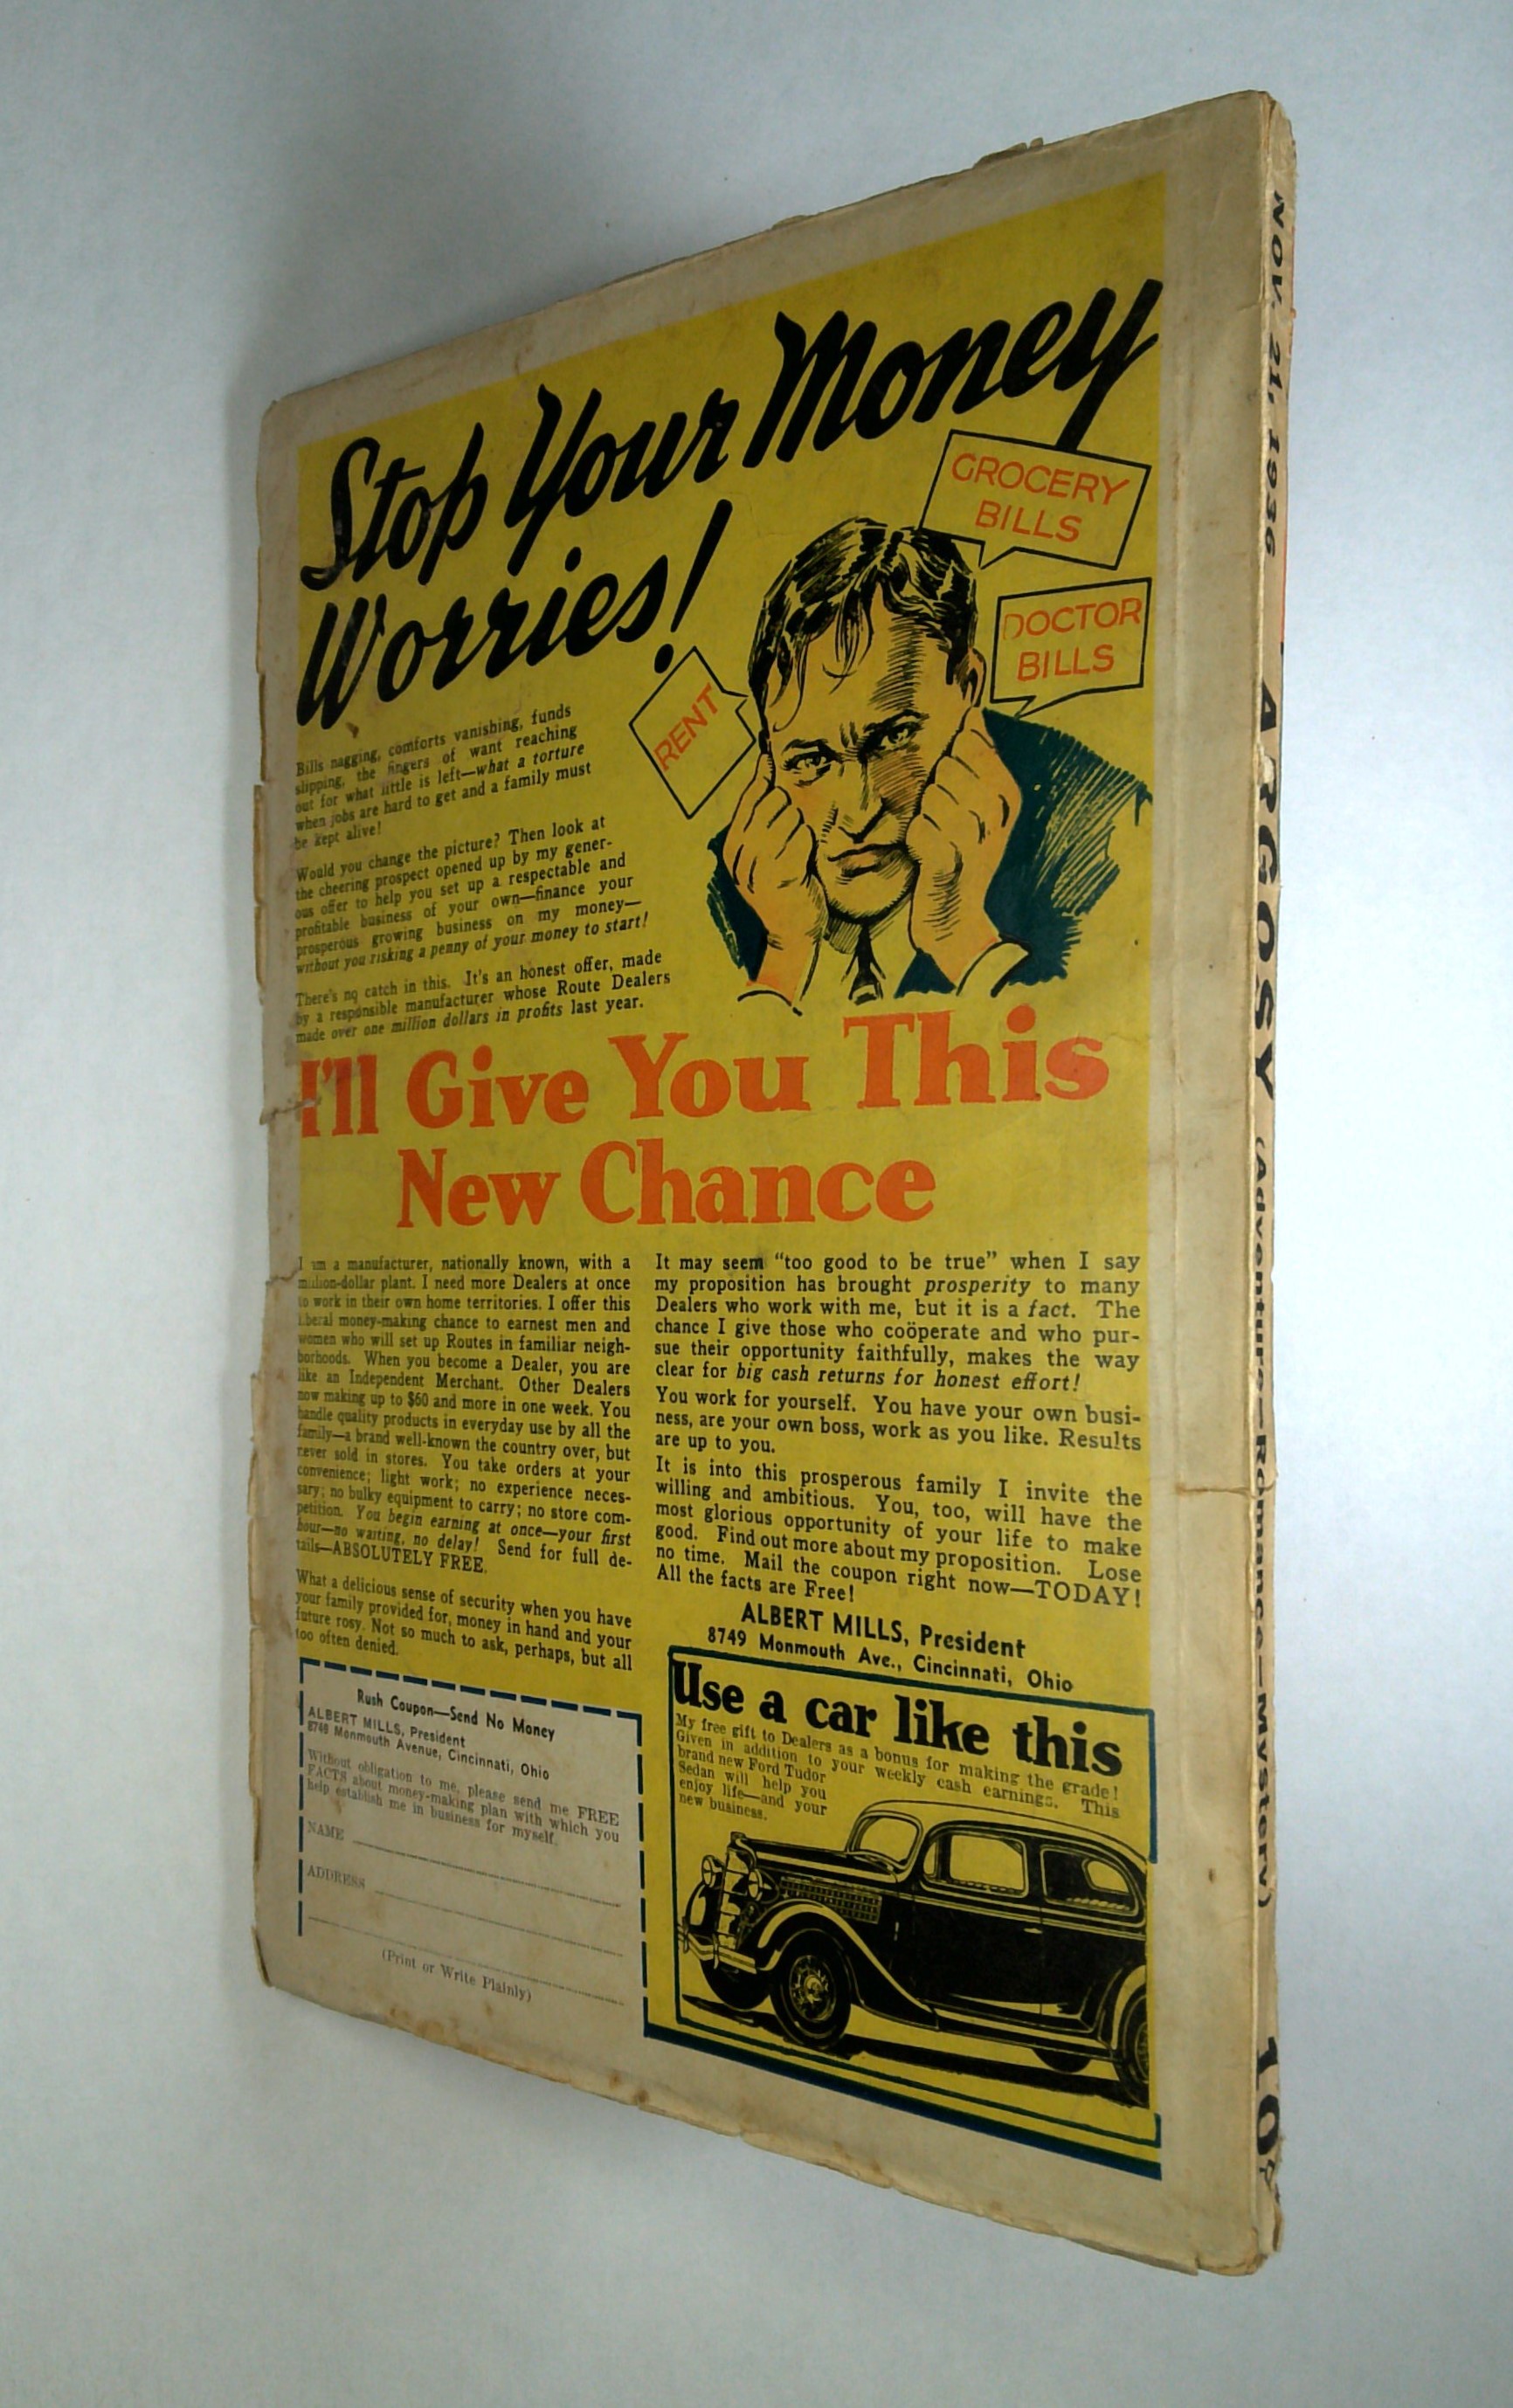 Stop Your Money
Worries!
GROCERY
BILLS
DOCTOR
BILLS
RENT
Bills nagging, comforts vanishing, funds
slipping, the fingers of want reaching
out for what little is left—what a torture
when jobs are hard to get and a family must
be kept alive!
Would you change the picture? Then look at
the cheering prospect opened up by my gener-
ous offer to help you set up a respectable and
profitable business of your own—finance your
prosperous growing business on my money—
without you risking a penny of your money to start!
There's no catch in this. It's an honest offer, made
by a responsible manufacturer whose Route Dealers
made over one million dollars in profits last year.
I'll Give You This
New Chance
I am a manufacturer, nationally known, with a
million-dollar plant. I need more Dealers at once
to work in their own home territories. I offer this
liberal money-making chance to earnest men and
women who will set up Routes in familiar neigh-
borhoods. When you become a Dealer, you are
like an Independent Merchant. Other Dealers
now making up to $60 and more in one week. You
handle quality products in everyday use by all the
family—a brand well-known the country over, but
never sold in stores. You take orders at your
convenience; light work; no experience neces-
sary; no bulky equipment to carry; no store com-
petition. You begin earning at once—your first
hour—no waiting, no delay! Send for full de-
tails—ABSOLUTELY FREE.
What a delicious sense of security when you have
your family provided for, money in hand and your
future rosy. Not so much to ask, perhaps, but all
too often denied.
It may seem "too good to be true" when I say
my proposition has brought prosperity to many
Dealers who work with me, but it is a fact. The
chance I give those who coöperate and who pur-
sue their opportunity faithfully, makes the way
clear for big cash returns for honest effort!
You work for yourself. You have your own busi-
ness, are your own boss, work as you like. Results
are up to you.
It is into this prosperous family I invite the
willing and ambitious. You, too, will have the
most glorious opportunity of your life to make
good. Find out more about my proposition. Lose
no time. Mail the coupon right now—TODAY!
All the facts are Free!
ALBERT MILLS, President
8749 Monmouth Ave., Cincinnati, Ohio
Rush Coupon—Send No Money
ALBERT MILLS, President
8749 Monmouth Avenue, Cincinnati, Ohio
Without obligation to me, please send me FREE
FACTS about money-making plan with which you
help establish me in business for myself.
NAME
ADDRESS
(Print or Write Plainly)
Use a car like this
My free gift to Dealers as a bonus for making the grade!
Given in addition to your weekly cash earnings. This
brand new Ford Tudor
Sedan will help you
enjoy life—and your
new business.
NOV. 21, 1936 ARGOSY (Adventure—Romance—Mystery) 10¢